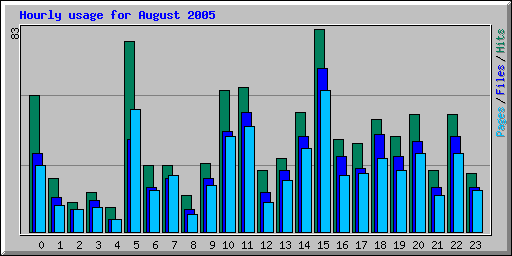 Hourly usage for August 2005
83
Pages / Files / Hits
0 1 2 3 4 5 6 7 8 9 10 11 12 13 14 15 16 17 18 19 20 21 22 23